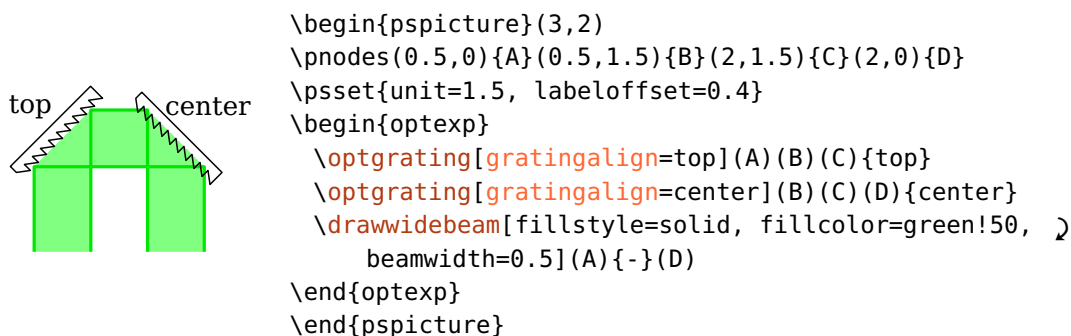 top
center
\begin{pspicture}(3,2)
\pnodes(0.5,0){A}(0.5,1.5){B}(2,1.5){C}(2,0){D}
\psset{unit=1.5, labeloffset=0.4}
\begin{optexp}
\optgrating[gratingalign=top](A)(B)(C){top}
\optgrating[gratingalign=center](B)(C)(D){center}
\drawwidebeam[fillstyle=solid, fillcolor=green!50,
beamwidth=0.5](A){-}(D)
\end{optexp}
\end{pspicture}